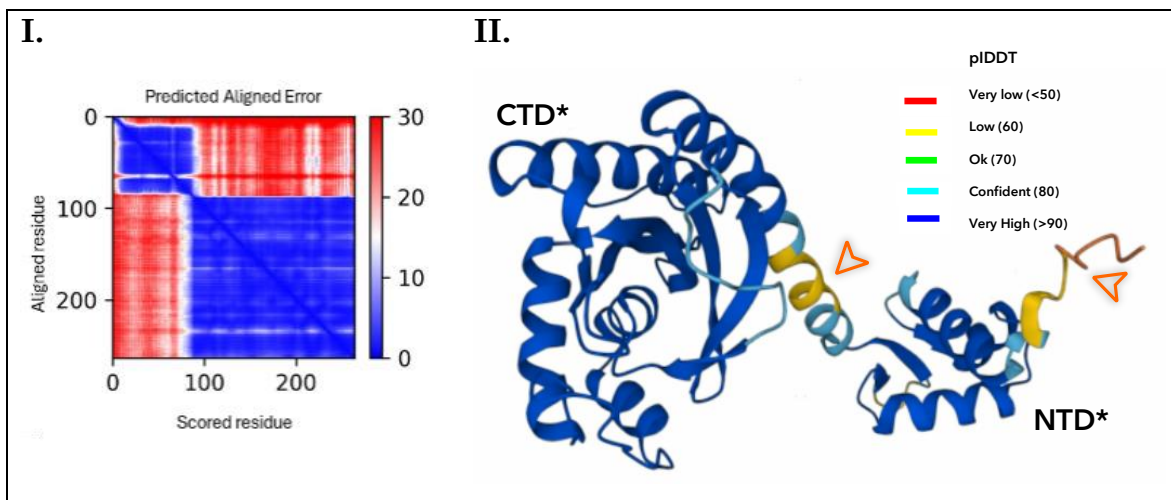 I.
Predicted Aligned Error
0
100
200
Aligned residue
0
100
200
Scored residue
30
20
10
0
II.
CTD*
NTD*
plDDT
Very low (<50)
Low (60)
Ok (70)
Confident (80)
Very High (>90)